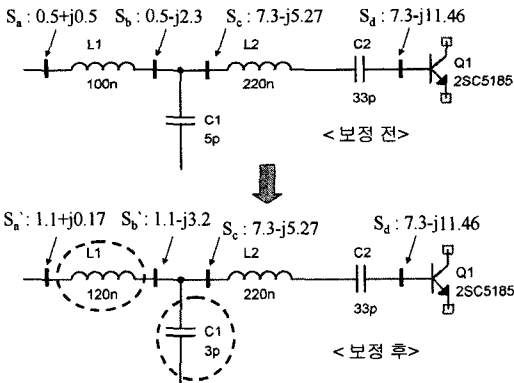 Sa : 0.5+j0.5
Sb : 0.5-j2.3
Sc : 7.3-j5.27
Sd : 7.3-j11.46
L1
L2
C2
Q1
100n
220n
33p
2SC5185
C1
5p
< 보정 전>
Sa` : 1.1+j0.17
Sb` : 1.1-j3.2
Sc : 7.3-j5.27
Sd : 7.3-j11.46
L1
L2
C2
Q1
120n
220n
33p
2SC5185
C1
3p
< 보정 후>